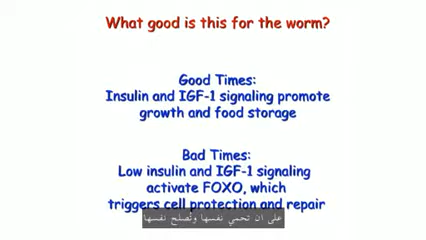 What good is this for the worm?
Good Times:
Insulin and IGF-1 signaling promote
growth and food storage
Bad Times:
Low insulin and IGF-1 signaling
activate FOXO, which
triggers cell protection and repair
على ان تحمي نفسها وتُصلح نفسها